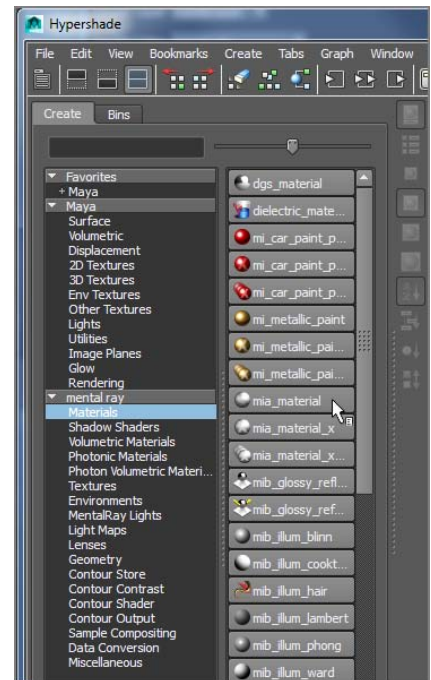 Hypershade
File Edit View Bookmarks Create Tabs Graph Window
Create Bins
Favorites
+ Maya
Maya
Surface
Volumetric
Displacement
2D Textures
3D Textures
Env Textures
Other Textures
Lights
Utilities
Image Planes
Glow
Rendering
mental ray
Materials
Shadow Shaders
Volumetric Materials
Photonic Materials
Photon Volumetric Materi...
Textures
Environments
MentalRay Lights
Light Maps
Lenses
Geometry
Contour Store
Contour Contrast
Contour Shader
Contour Output
Sample Compositing
Data Conversion
Miscellaneous
dgs_material
dielectric_mate...
mi_car_paint_p...
mi_car_paint_p...
mi_car_paint_p...
mi_metallic_paint
mi_metallic_pai...
mi_metallic_pai...
mia_material
mia_material_x
mia_material_x...
mib_glossy_refl...
mib_glossy_ref...
mib_illum_blinn
mib_illum_cookt...
mib_illum_hair
mib_illum_lambert
mib_illum_phong
mib_illum_ward